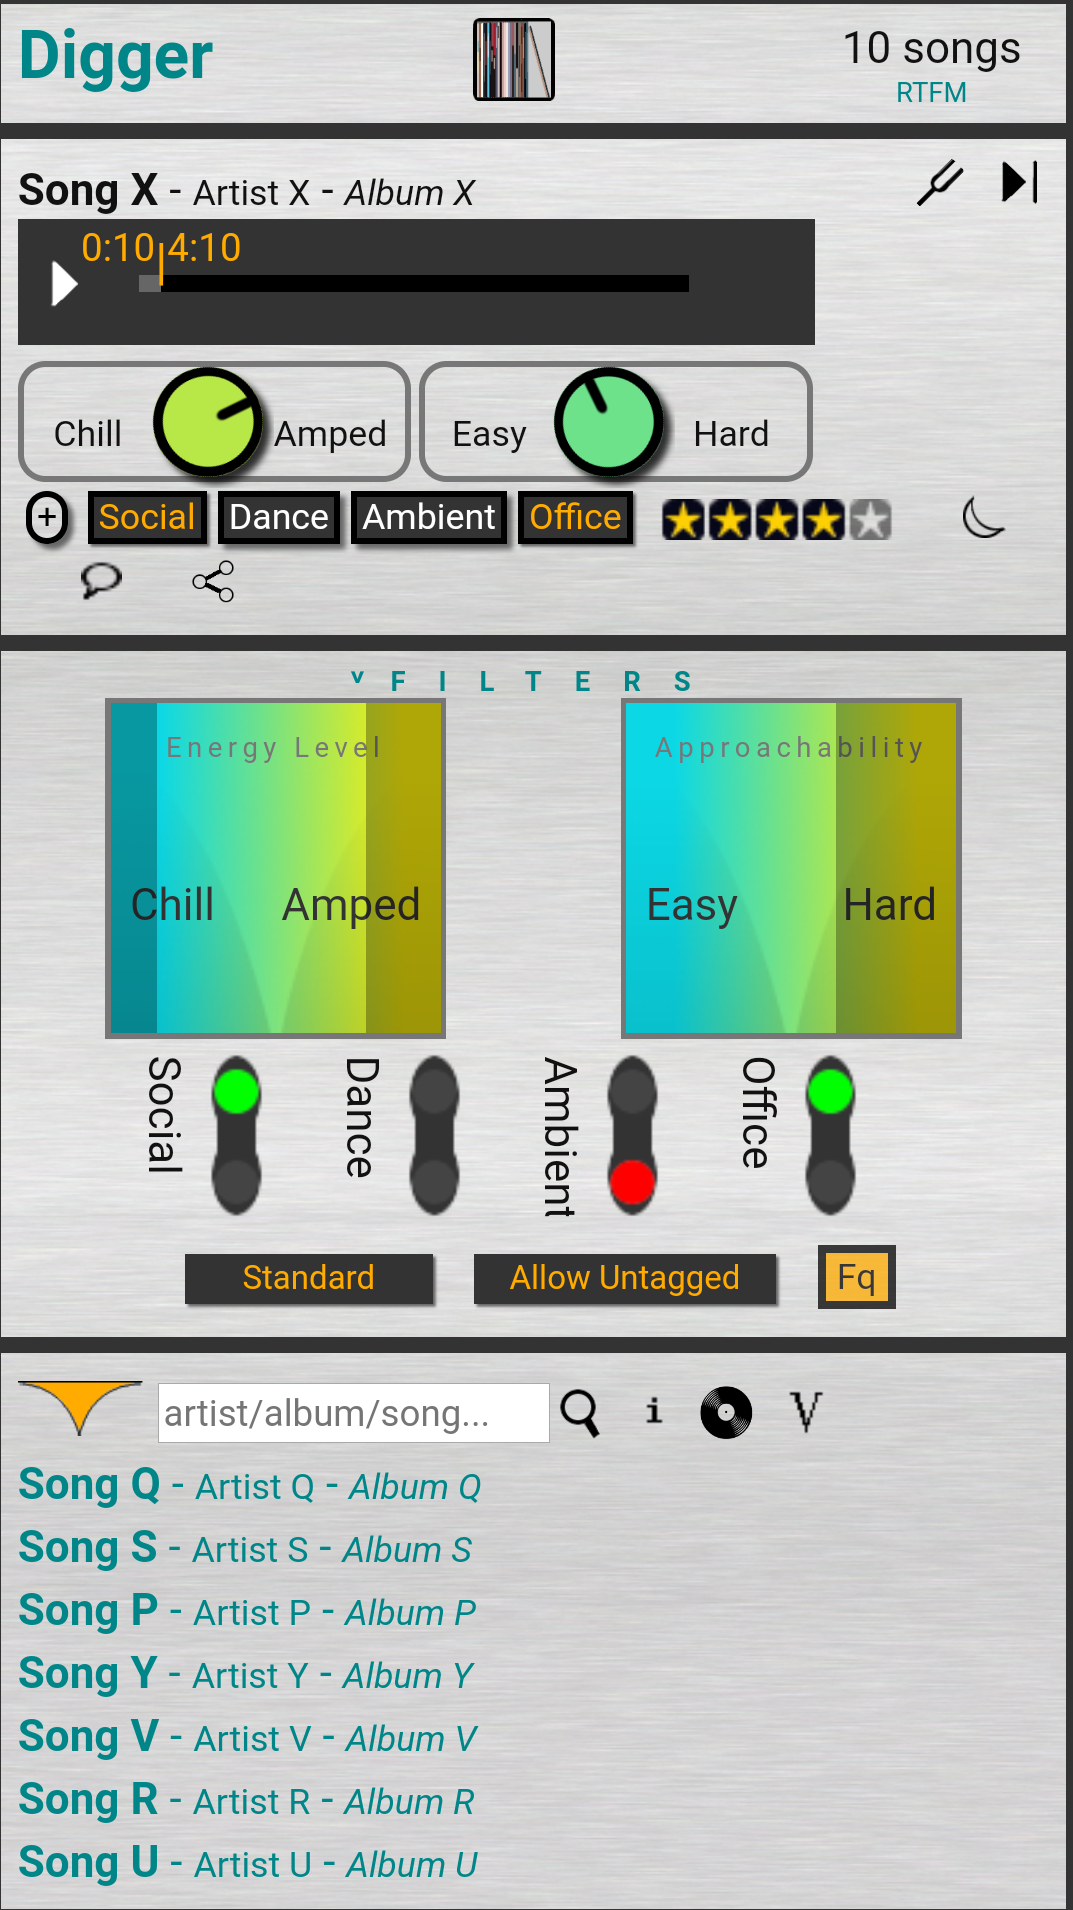 Digger
10 songs
RTFM
Song X - Artist X - Album X
0:10 4:10
Chill Amped Easy Hard
+ Social Dance Ambient Office
v FILTERS
Energy Level Approachability
Chill Amped Easy Hard
Social Dance Ambient Office
Standard Allow Untagged Fq
artist/album/song... i V
Song Q - Artist Q - Album Q
Song S - Artist S - Album S
Song P - Artist P - Album P
Song Y - Artist Y - Album Y
Song V - Artist V - Album V
Song R - Artist R - Album R
Song U - Artist U - Album U